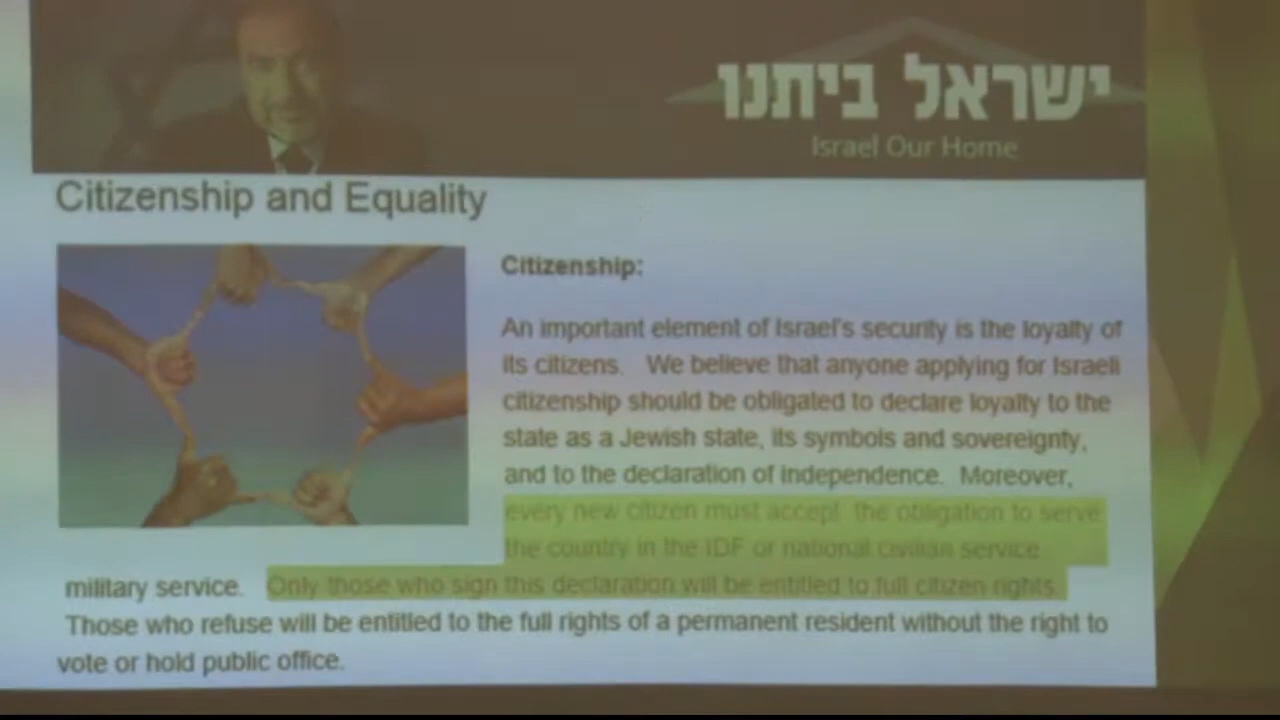 ישראל ביתנו
Israel Our Home
Citizenship and Equality
Citizenship:
An important element of Israel's security is the loyalty of
its citizens. We believe that anyone applying for Israeli
citizenship should be obligated to declare loyalty to the
state as a Jewish state, its symbols and sovereignty,
and to the declaration of independence. Moreover,
every new citizen must accept the obligation to serve
the country in the IDF or national civilian service
military service. Only those who sign this declaration will be entitled to full citizen rights.
Those who refuse will be entitled to the full rights of a permanent resident without the right to
vote or hold public office.